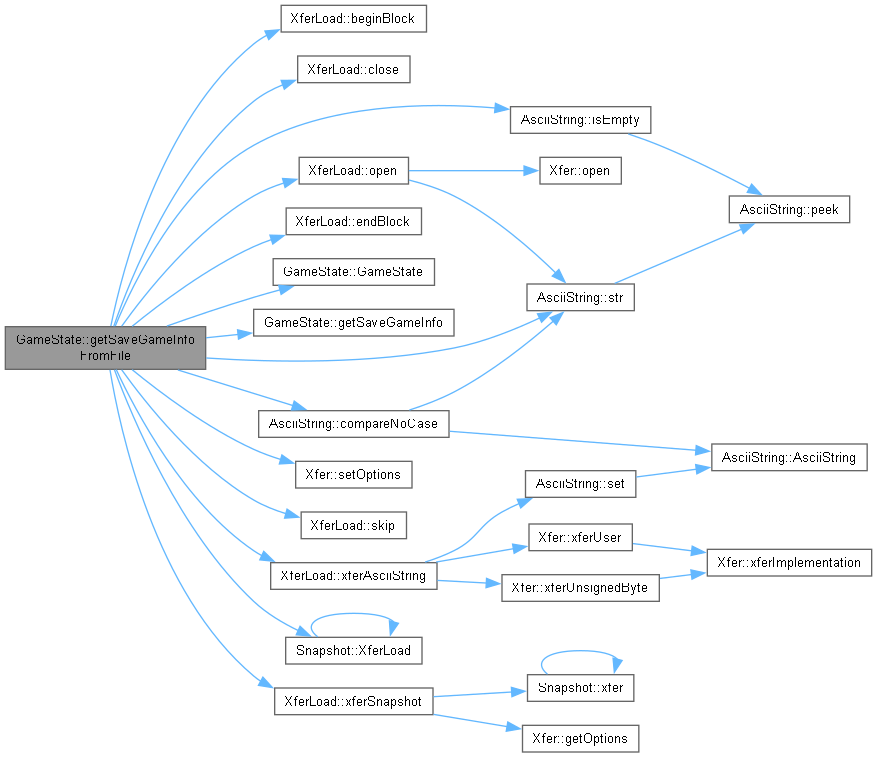 XferLoad::beginBlock
XferLoad::close
AsciiString::isEmpty
XferLoad::open
Xfer::open
AsciiString::peek
XferLoad::endBlock
GameState::GameState
AsciiString::str
GameState::getSaveGameInfo
GameState::getSaveGameInfo
FromFile
AsciiString::compareNoCase
AsciiString::AsciiString
Xfer::setOptions
AsciiString::set
XferLoad::skip
Xfer::xferUser
Xfer::xferImplementation
XferLoad::xferAsciiString
Xfer::xferUnsignedByte
Snapshot::XferLoad
Snapshot::xfer
XferLoad::xferSnapshot
Xfer::getOptions